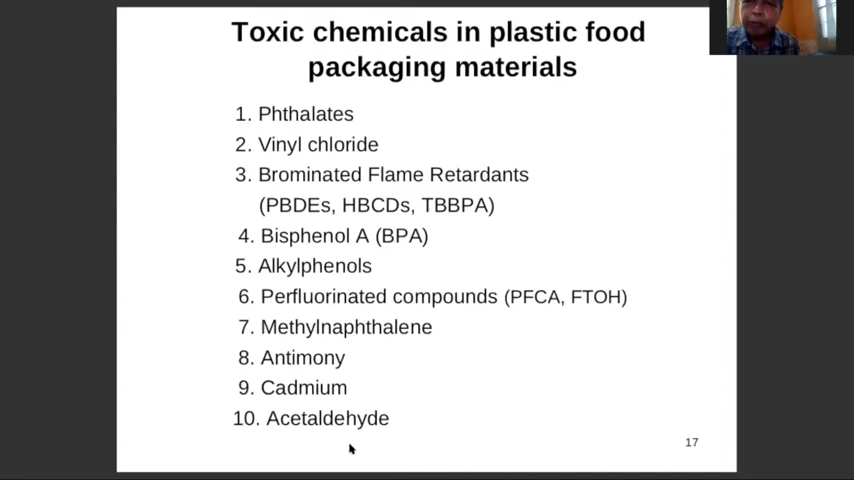 Toxic chemicals in plastic food
packaging materials
1. Phthalates
2. Vinyl chloride
3. Brominated Flame Retardants
(PBDEs, HBCDs, TBBPA)
4. Bisphenol A (BPA)
5. Alkylphenols
6. Perfluorinated compounds (PFCA, FTOH)
7. Methylnaphthalene
8. Antimony
9. Cadmium
10. Acetaldehyde
17